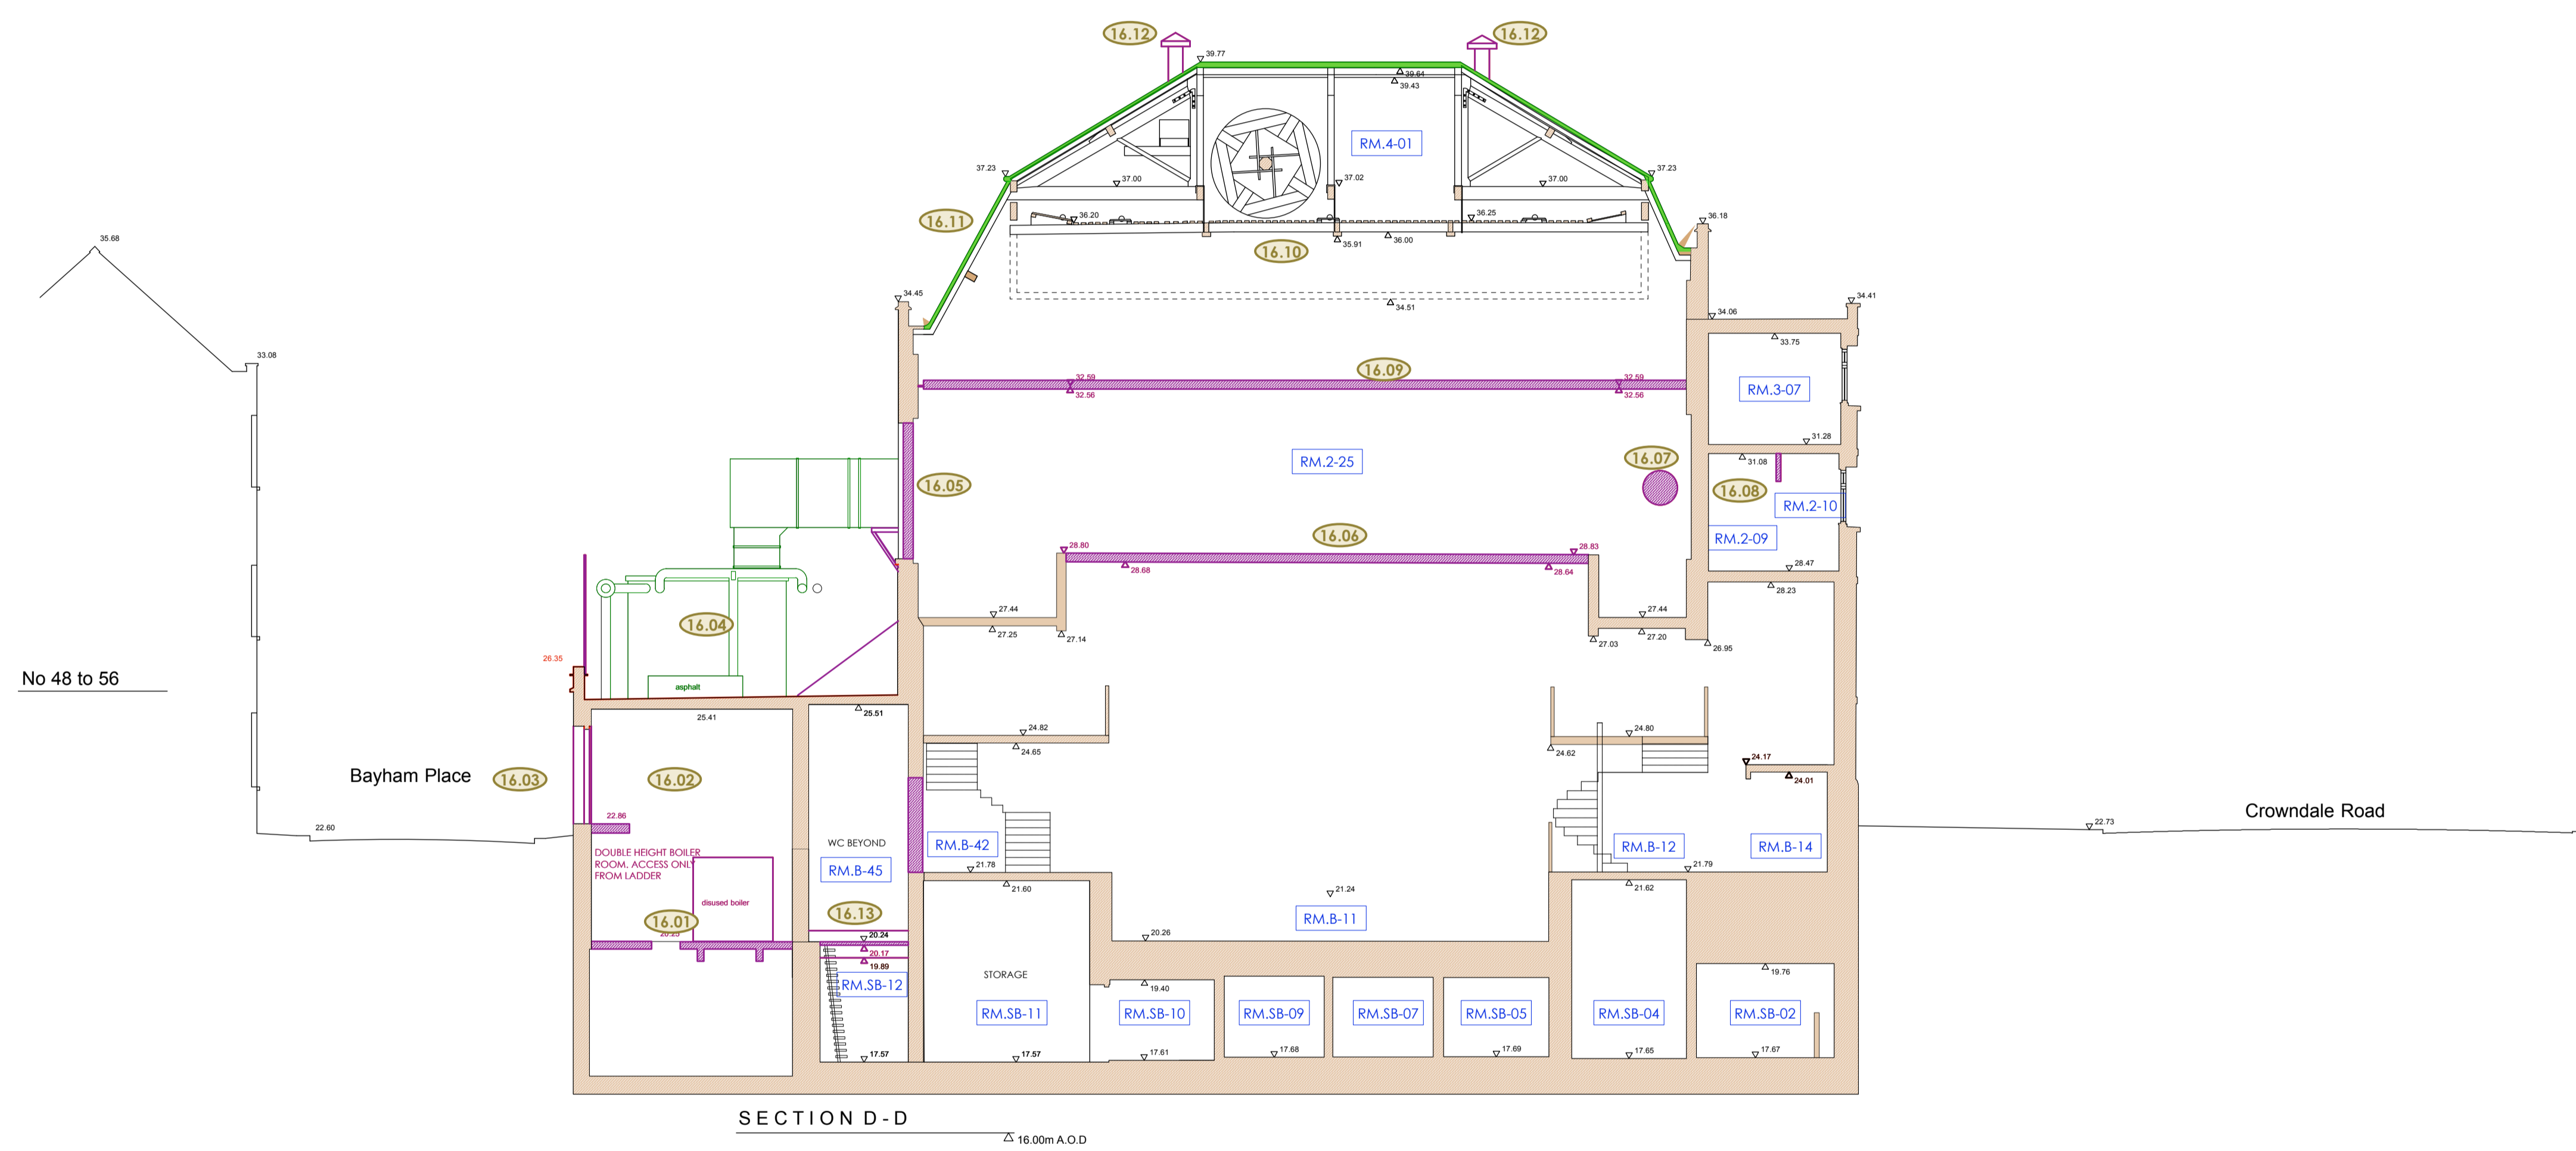 16.12
16.12
39.77
39.64
39.43
RM.4-01
37.23
37.00
37.02
37.00
37.23
16.11
36.20
36.25
36.18
35.68
16.10
35.91
36.00
34.45
34.51
34.41
34.06
33.75
33.08
16.09
32.59
32.59
32.56
32.56
RM.3-07
31.28
RM.2-25
16.07
31.08
16.05
16.08
RM.2-10
16.06
RM.2-09
28.80
28.83
28.68
28.64
28.47
28.23
27.44
27.44
16.04
27.25
27.14
27.03
27.20
26.95
26.35
No 48 to 56
asphalt
25.41
25.51
24.82
24.80
24.65
24.62
24.17
24.01
Bayham Place
16.03
16.02
Crowndale Road
22.86
22.60
22.73
WC BEYOND
RM.B-42
RM.B-12
RM.B-14
DOUBLE HEIGHT BOILER
ROOM. ACCESS ONLY
FROM LADDER
RM.B-45
21.78
21.79
21.60
21.24
21.62
disused boiler
16.01
16.13
RM.B-11
20.24
20.26
20.17
19.89
19.76
STORAGE
RM.SB-12
19.40
RM.SB-11
RM.SB-10
RM.SB-09
RM.SB-07
RM.SB-05
RM.SB-04
RM.SB-02
17.57
17.57
17.61
17.68
17.69
17.65
17.67
SECTION D-D
16.00m A.O.D